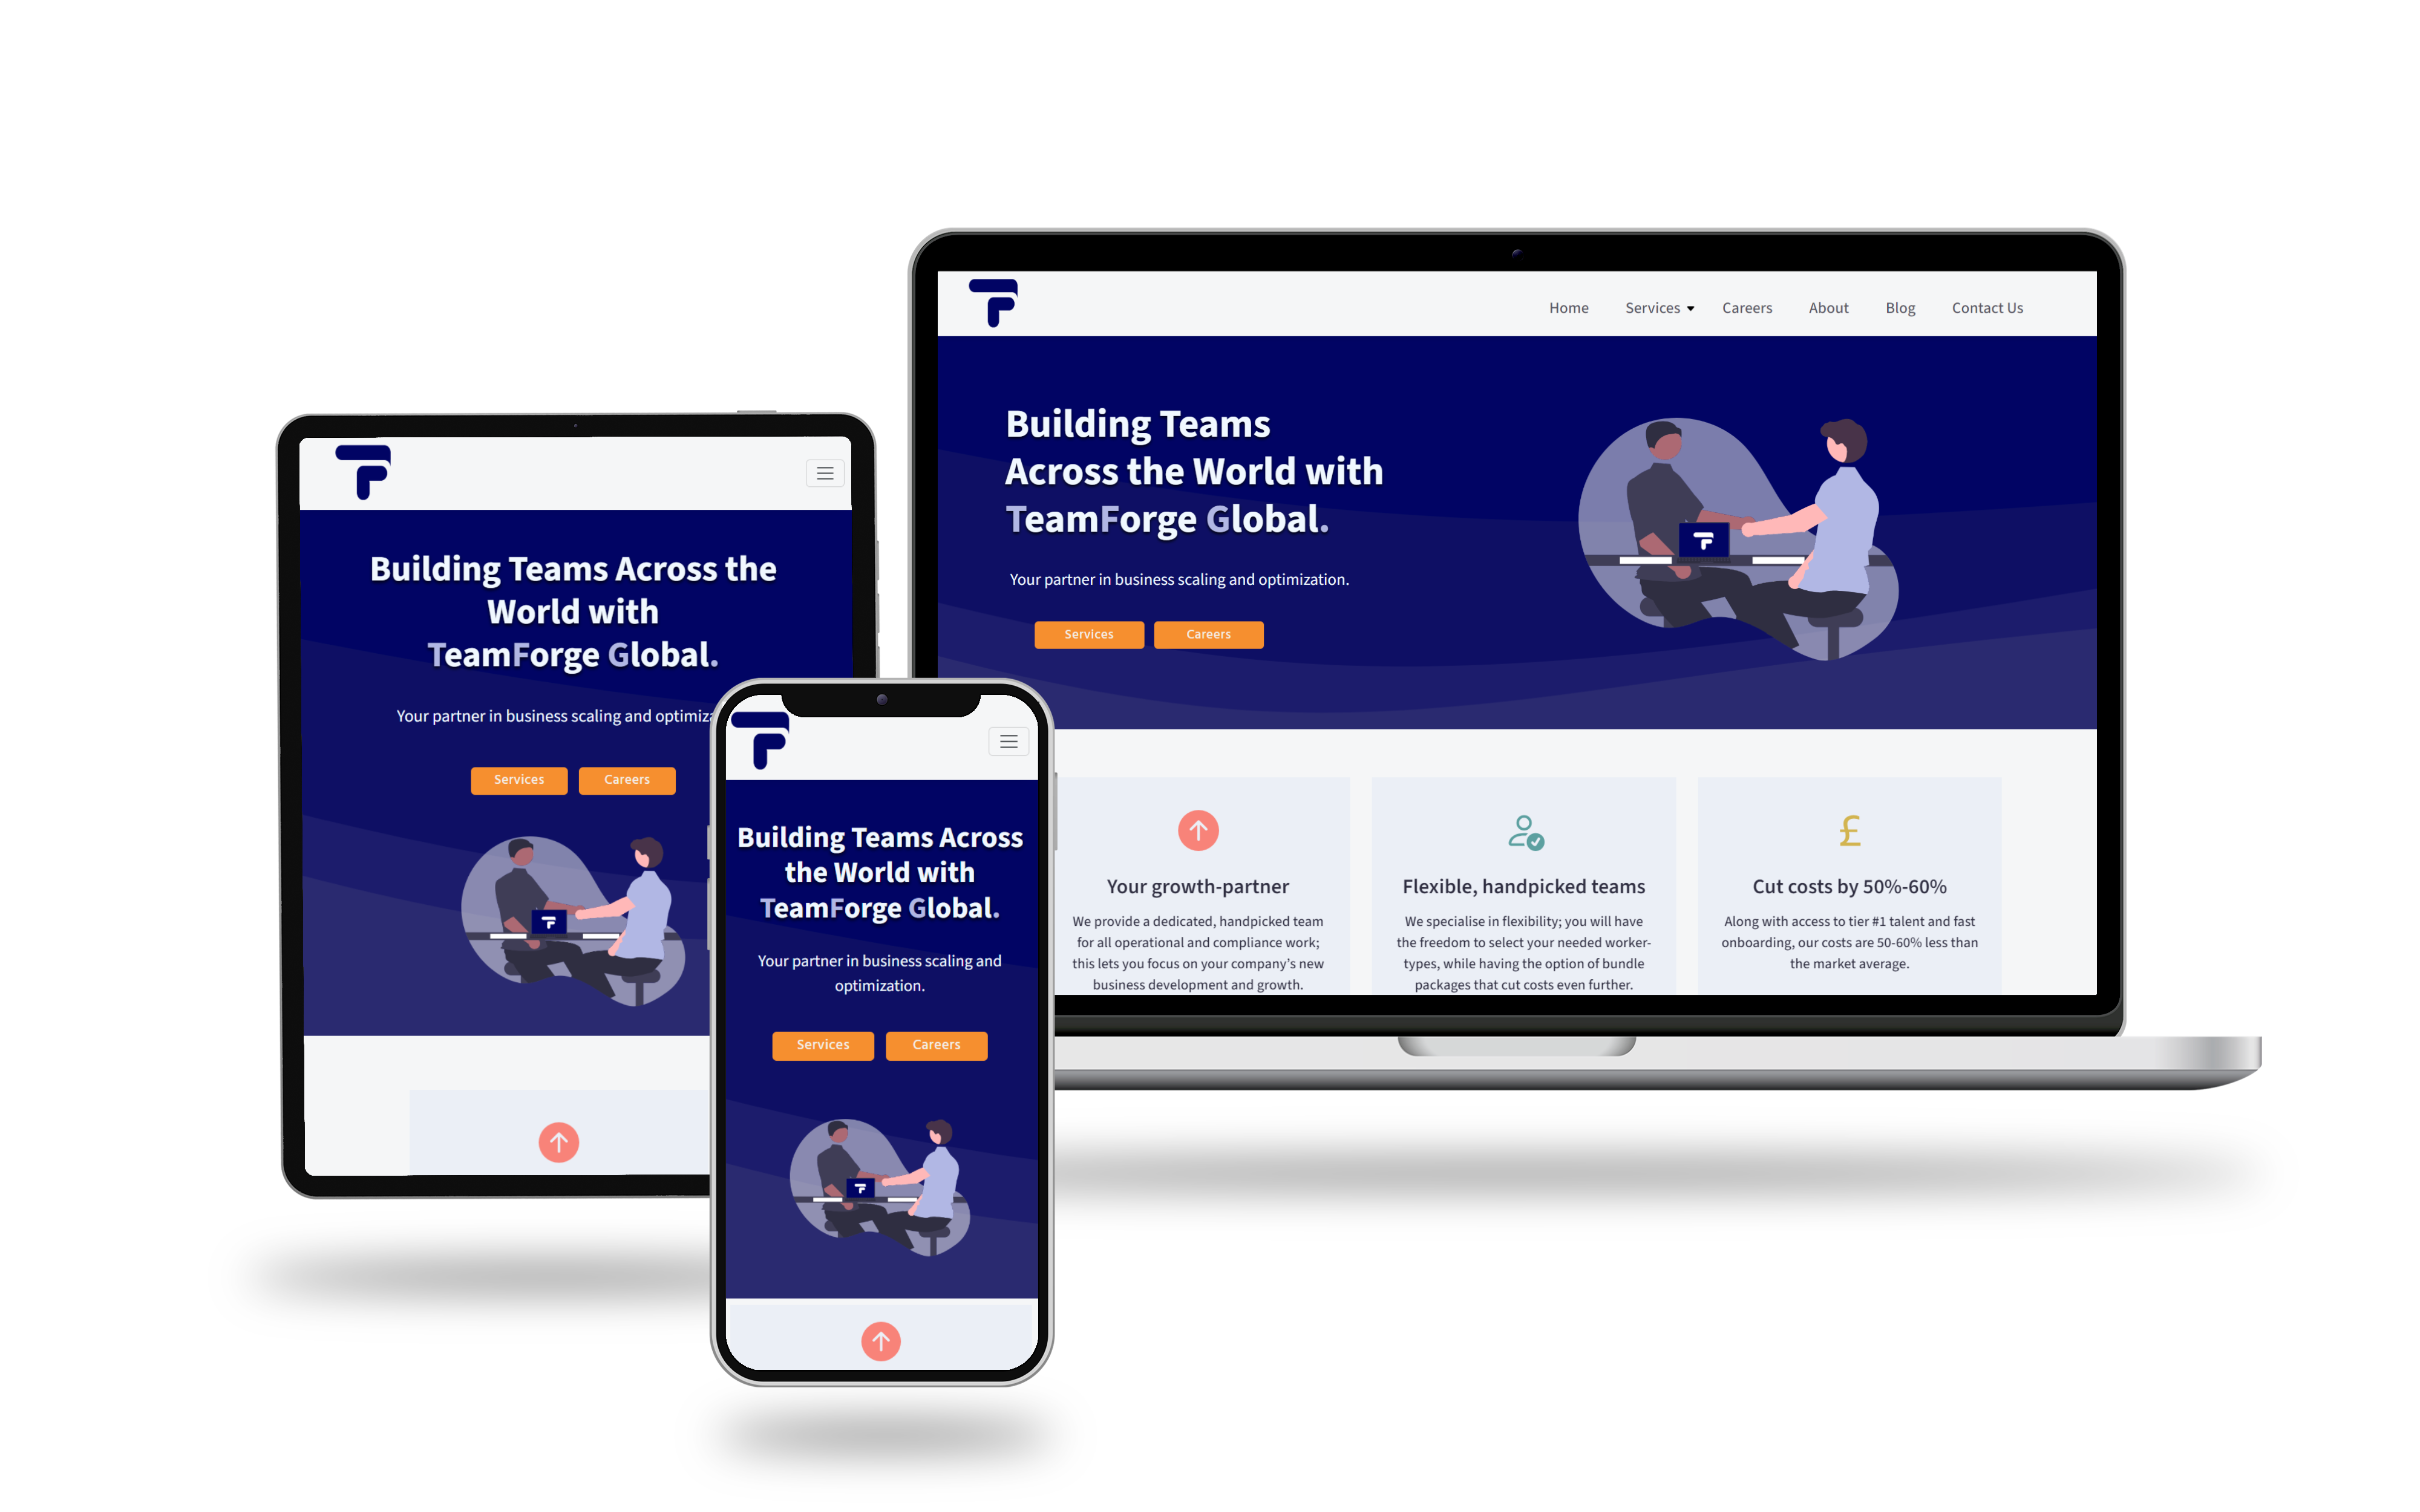 Home Services Careers About Blog Contact Us
Building Teams
Across the World with
TeamForge Global.
Your partner in business scaling and optimization.
Services Careers
Your growth-partner
We provide a dedicated, handpicked team
for all operational and compliance work;
this lets you focus on your company’s new
business development and growth.
Flexible, handpicked teams
We specialise in flexibility; you will have
the freedom to select your needed worker-
types, while having the option of bundle
packages that cut costs even further.
£
Cut costs by 50%-60%
Along with access to tier #1 talent and fast
onboarding, our costs are 50-60% less than
the market average.
Building Teams Across the
World with
TeamForge Global.
Your partner in business scaling and optimiza
Services Careers
Building Teams Across
the World with
TeamForge Global.
Your partner in business scaling and
optimization.
Services Careers